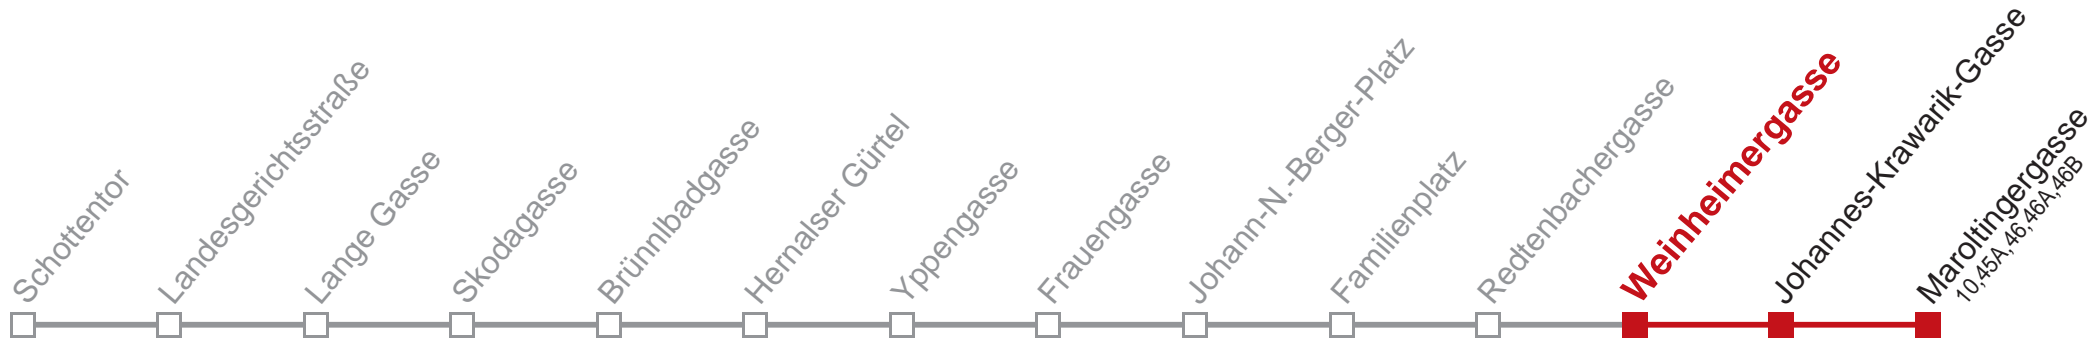 Schottentor
Landesgerichtsstraße
Lange Gasse
Skodagasse
Brünnlbadgasse
Hernalser Gürtel
Yppengasse
Frauengasse
Johann-N.-Berger-Platz
Familienplatz
Redtenbachergasse
Weinheimergasse
Johannes-Krawarik-Gasse
Maroltingergasse
10,45A,46,46A,46B